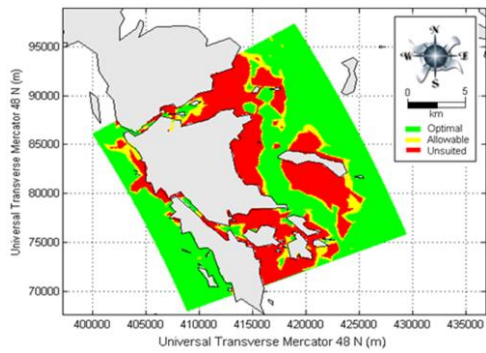 Universal Transverse Mercator 48 N (m)
95000
90000
85000
80000
75000
70000
N
W E
S
0 5
km
Optimal
Allowable
Unsuited
400000 405000 410000 415000 420000 425000 430000 435000
Universal Transverse Mercator 48 N (m)